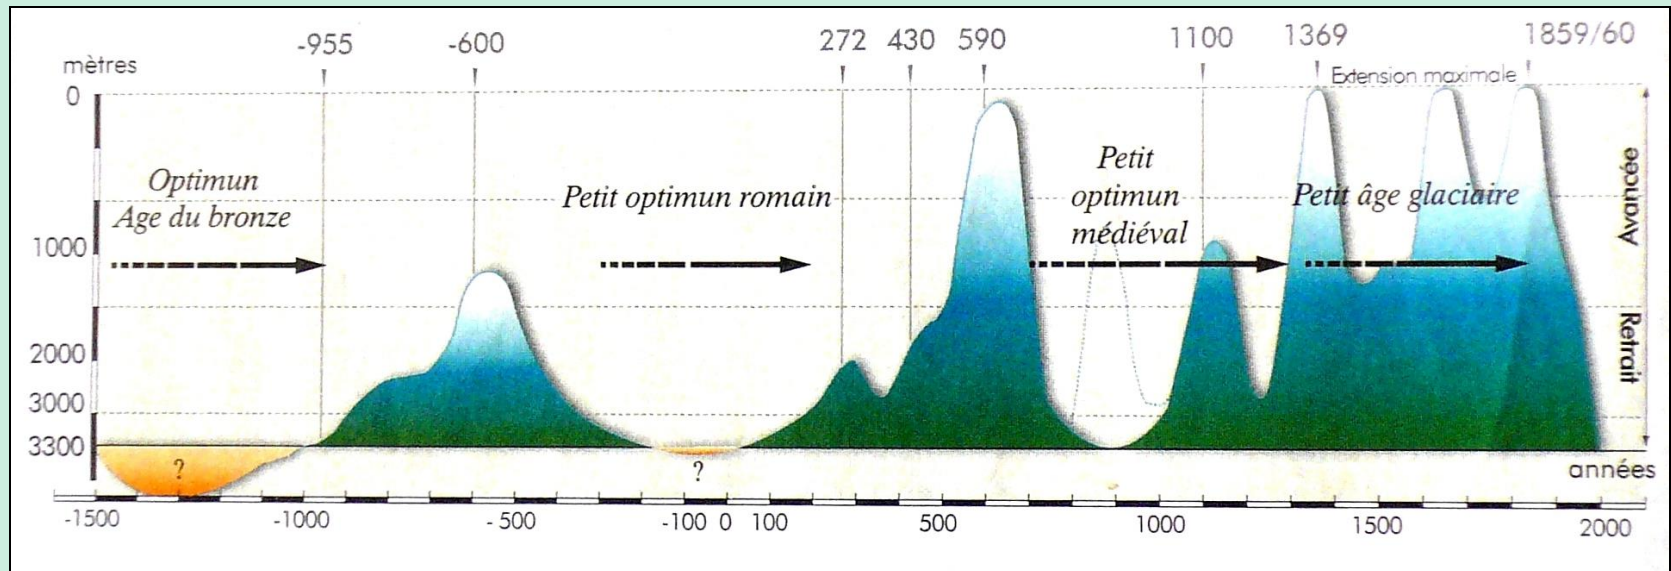 -955 -600 272 430 590 1100 1369 1859/60
mètres
Extension maximale
0
Optimun
Age du bronze
Petit optimun romain
Petit
optimun
médiéval
Petit âge glaciaire
Avancée
1000
Retrait
2000
3000
3300
?
?
années
-1500 -1000 - 500 -100 0 100 500 1000 1500 2000